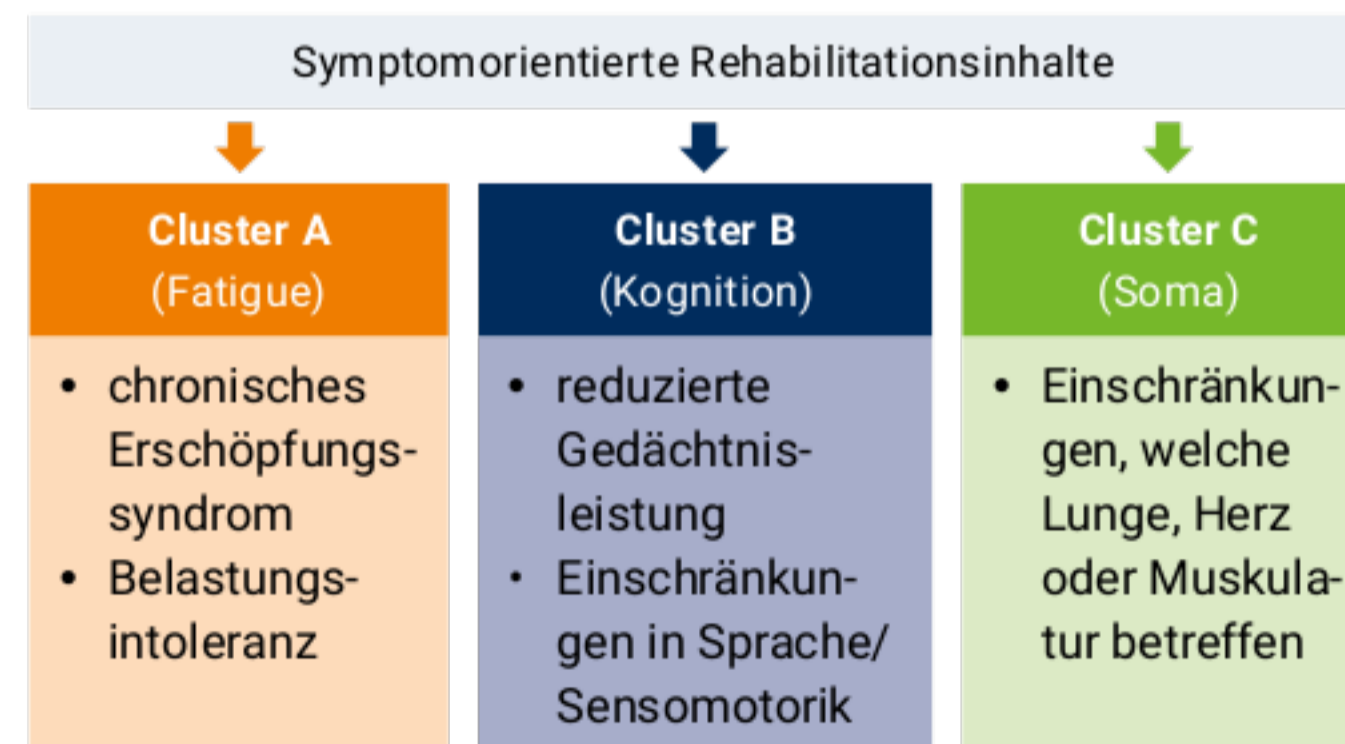 Symptomorientierte Rehabilitationsinhalte
Cluster A
(Fatigue)
• chronisches
Erschöpfungs-
syndrom
• Belastungs-
intoleranz
Cluster B
(Kognition)
• reduzierte
Gedächtnis-
leistung
• Einschränkun-
gen in Sprache/
Sensomotorik
Cluster C
(Soma)
• Einschränkun-
gen, welche
Lunge, Herz
oder Muskula-
tur betreffen